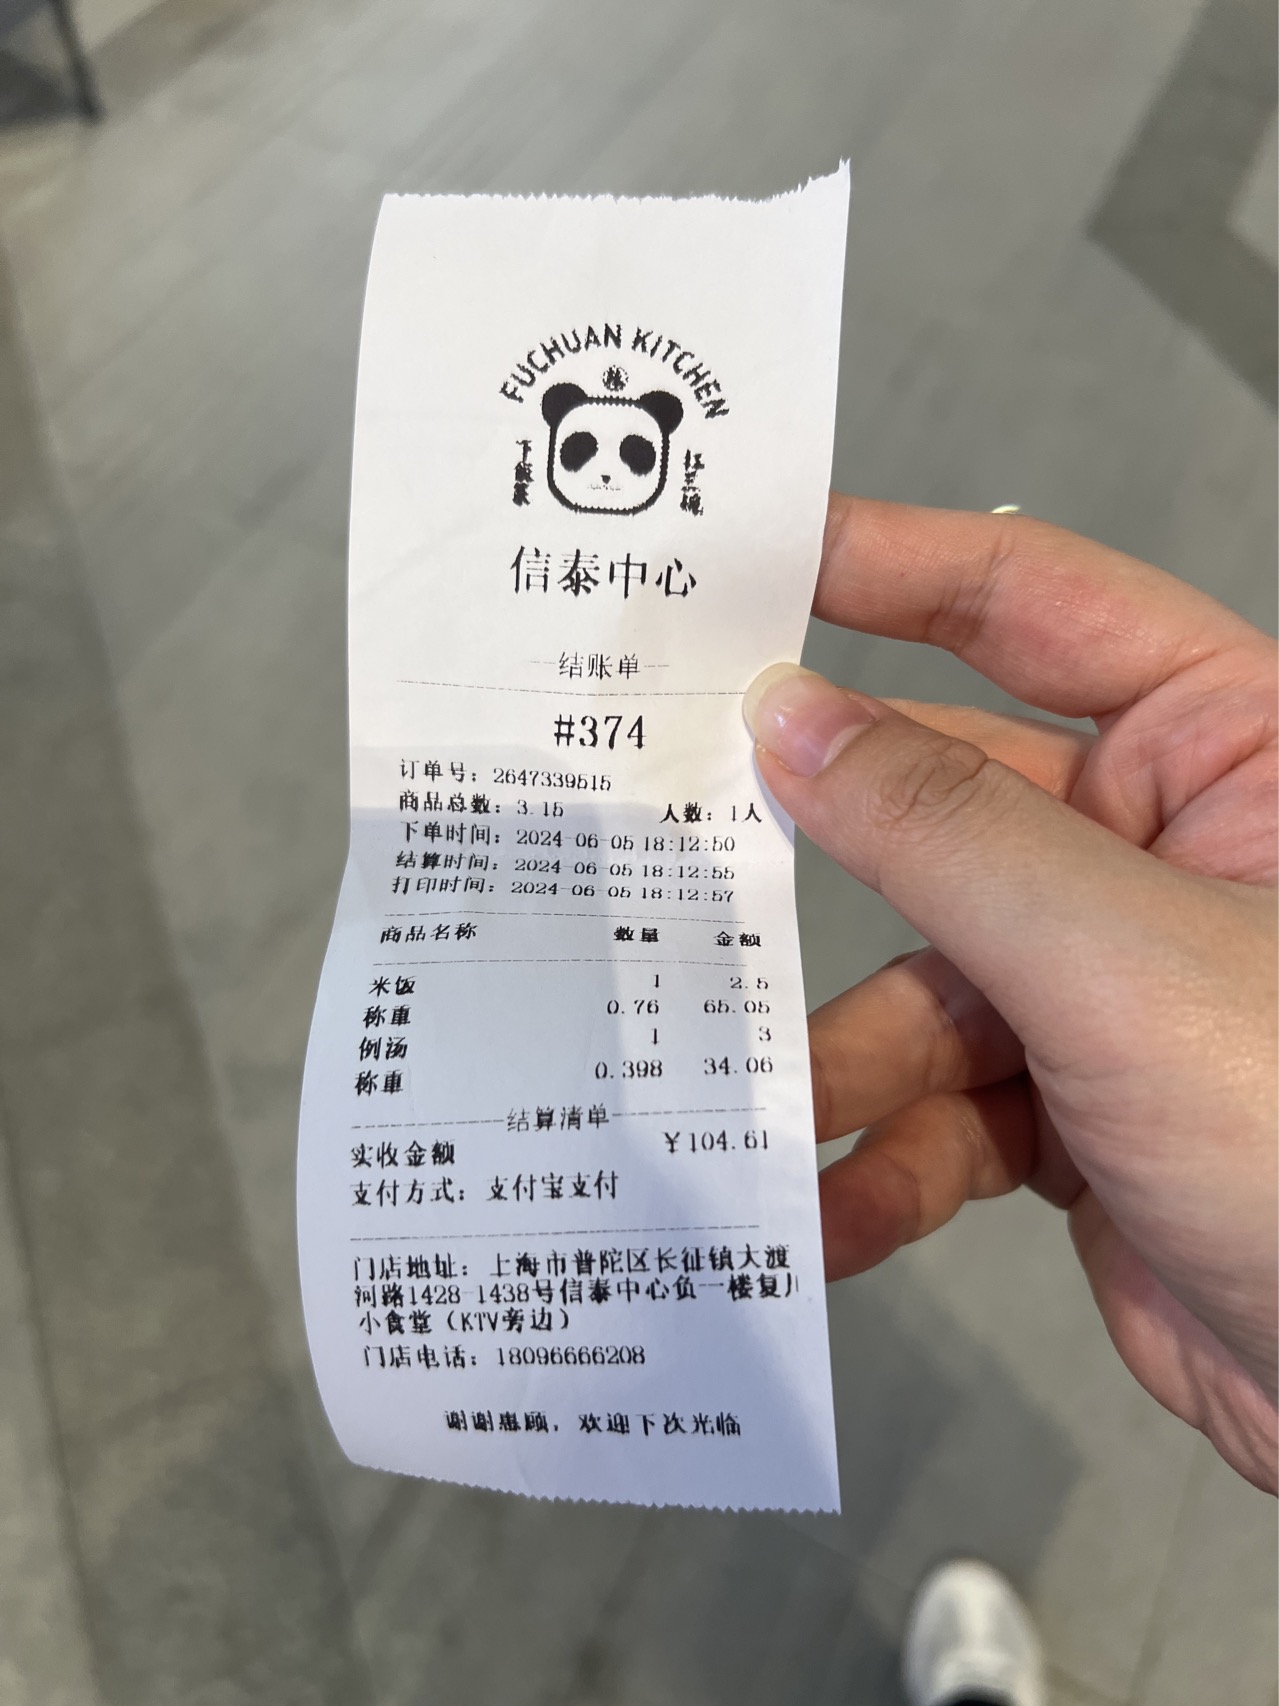 FUCHUAN KITCHEN
下饭菜
信泰中心
结账单
#374
订单号：2647339515
商品总数：3.15 人数：1人
下单时间：2024-06-05 18:12:50
结算时间：2024-06-05 18:12:55
打印时间：2024-06-05 18:12:57
商品名称 数量 金额
米饭 1 2.5
称重 0.76 65.05
例汤 1 3
称重 0.398 34.06
结算清单
实收金额 ¥104.61
支付方式：支付宝支付
门店地址：上海市普陀区长征镇大渡
河路1428-1438号信泰中心负一楼复川
小食堂（KTV旁边）
门店电话：18096666208
谢谢惠顾，欢迎下次光临